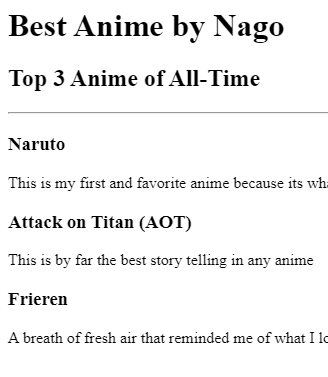 Best Anime by Nago
Top 3 Anime of All-Time
Naruto
This is my first and favorite anime because its
Attack on Titan (AOT)
This is by far the best story telling in any anime
Frieren
A breath of fresh air that reminded me of what I